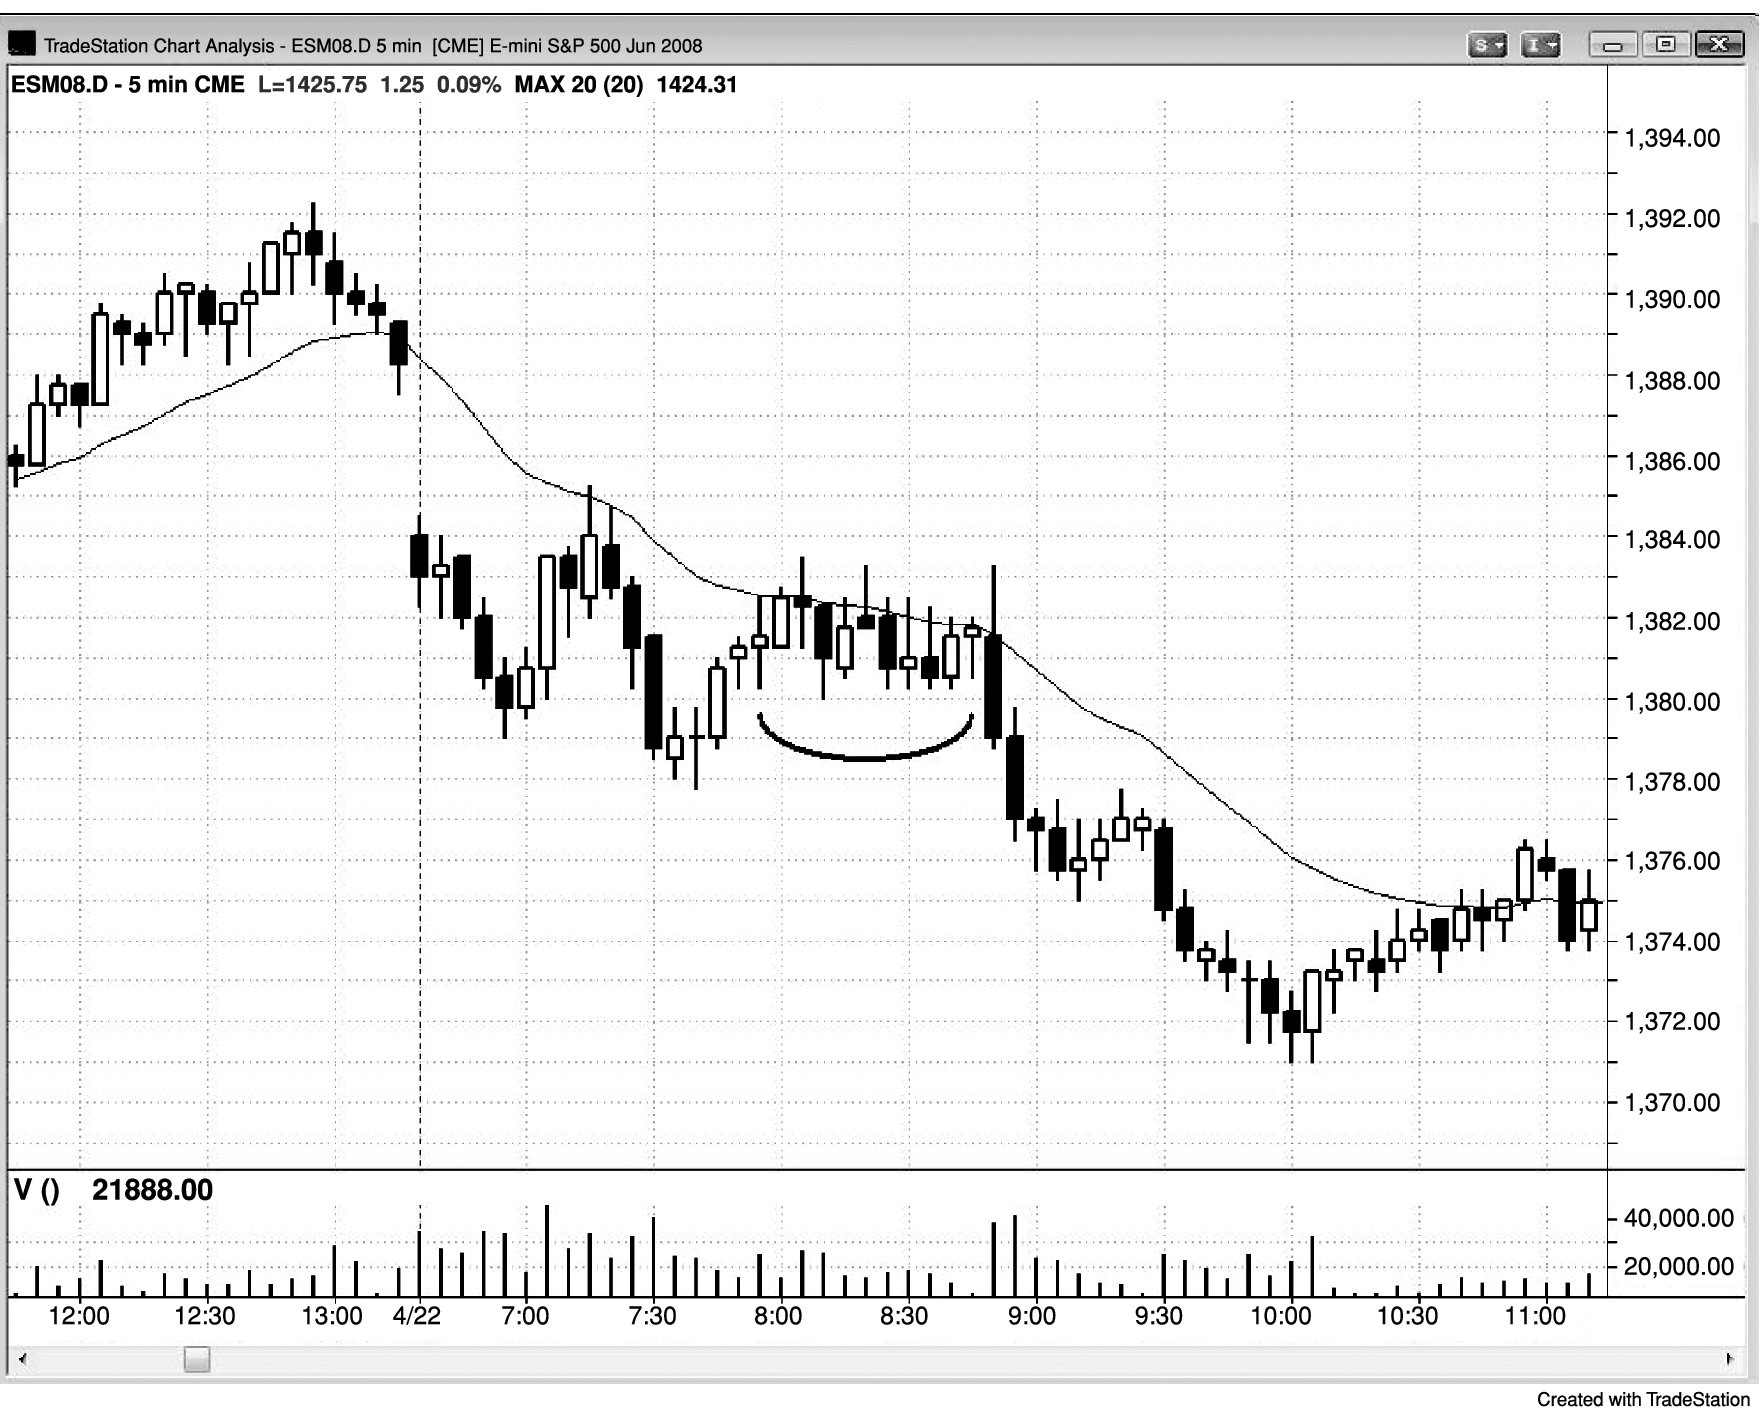 TradeStation Chart Analysis - ESM08.D 5 min [CME] E-mini S&P 500 Jun 2008
S
I
ESM08.D - 5 min CME L=1425.75 1.25 0.09% MAX 20 (20) 1424.31
1,394.00
1,392.00
1,390.00
1,388.00
1,386.00
1,384.00
1,382.00
1,380.00
1,378.00
1,376.00
1,374.00
1,372.00
1,370.00
V () 21888.00
40,000.00
20,000.00
12:00 12:30 13:00 4/22 7:00 7:30 8:00 8:30 9:00 9:30 10:00 10:30 11:00
Created with TradeStation